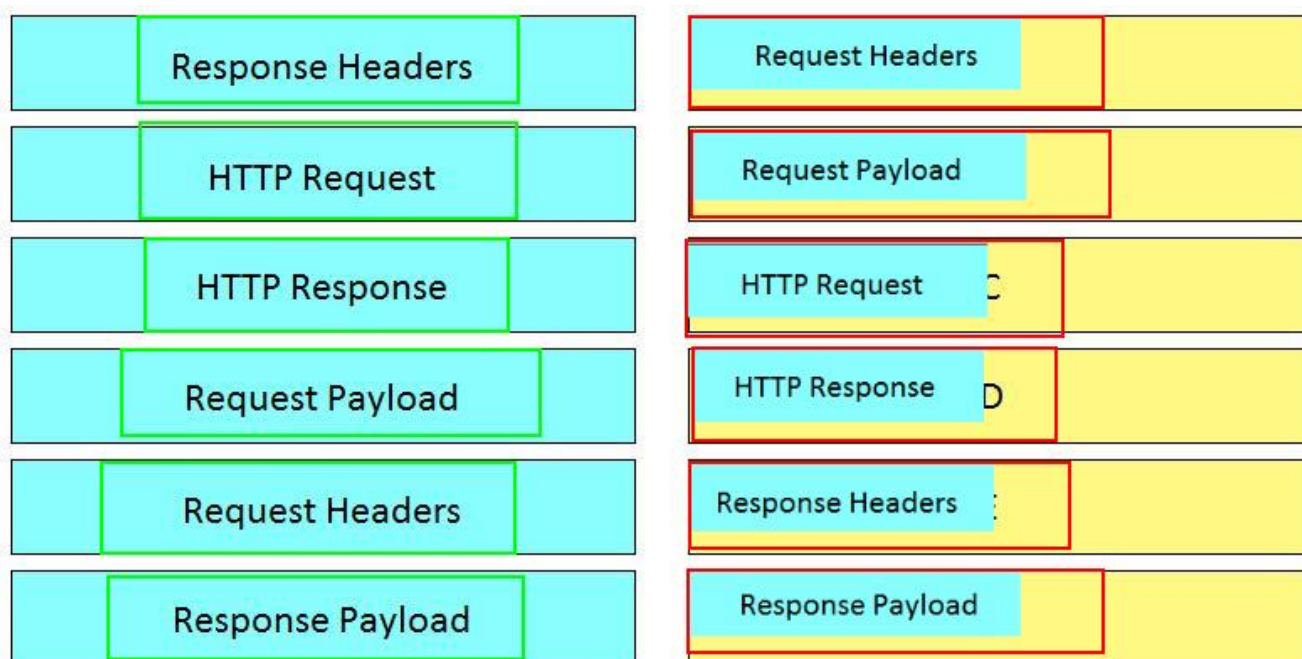 Response Headers
HTTP Request
HTTP Response
Request Payload
Request Headers
Response Payload
Request Headers
Request Payload
HTTP Request C
HTTP Response D
Response Headers
Response Payload